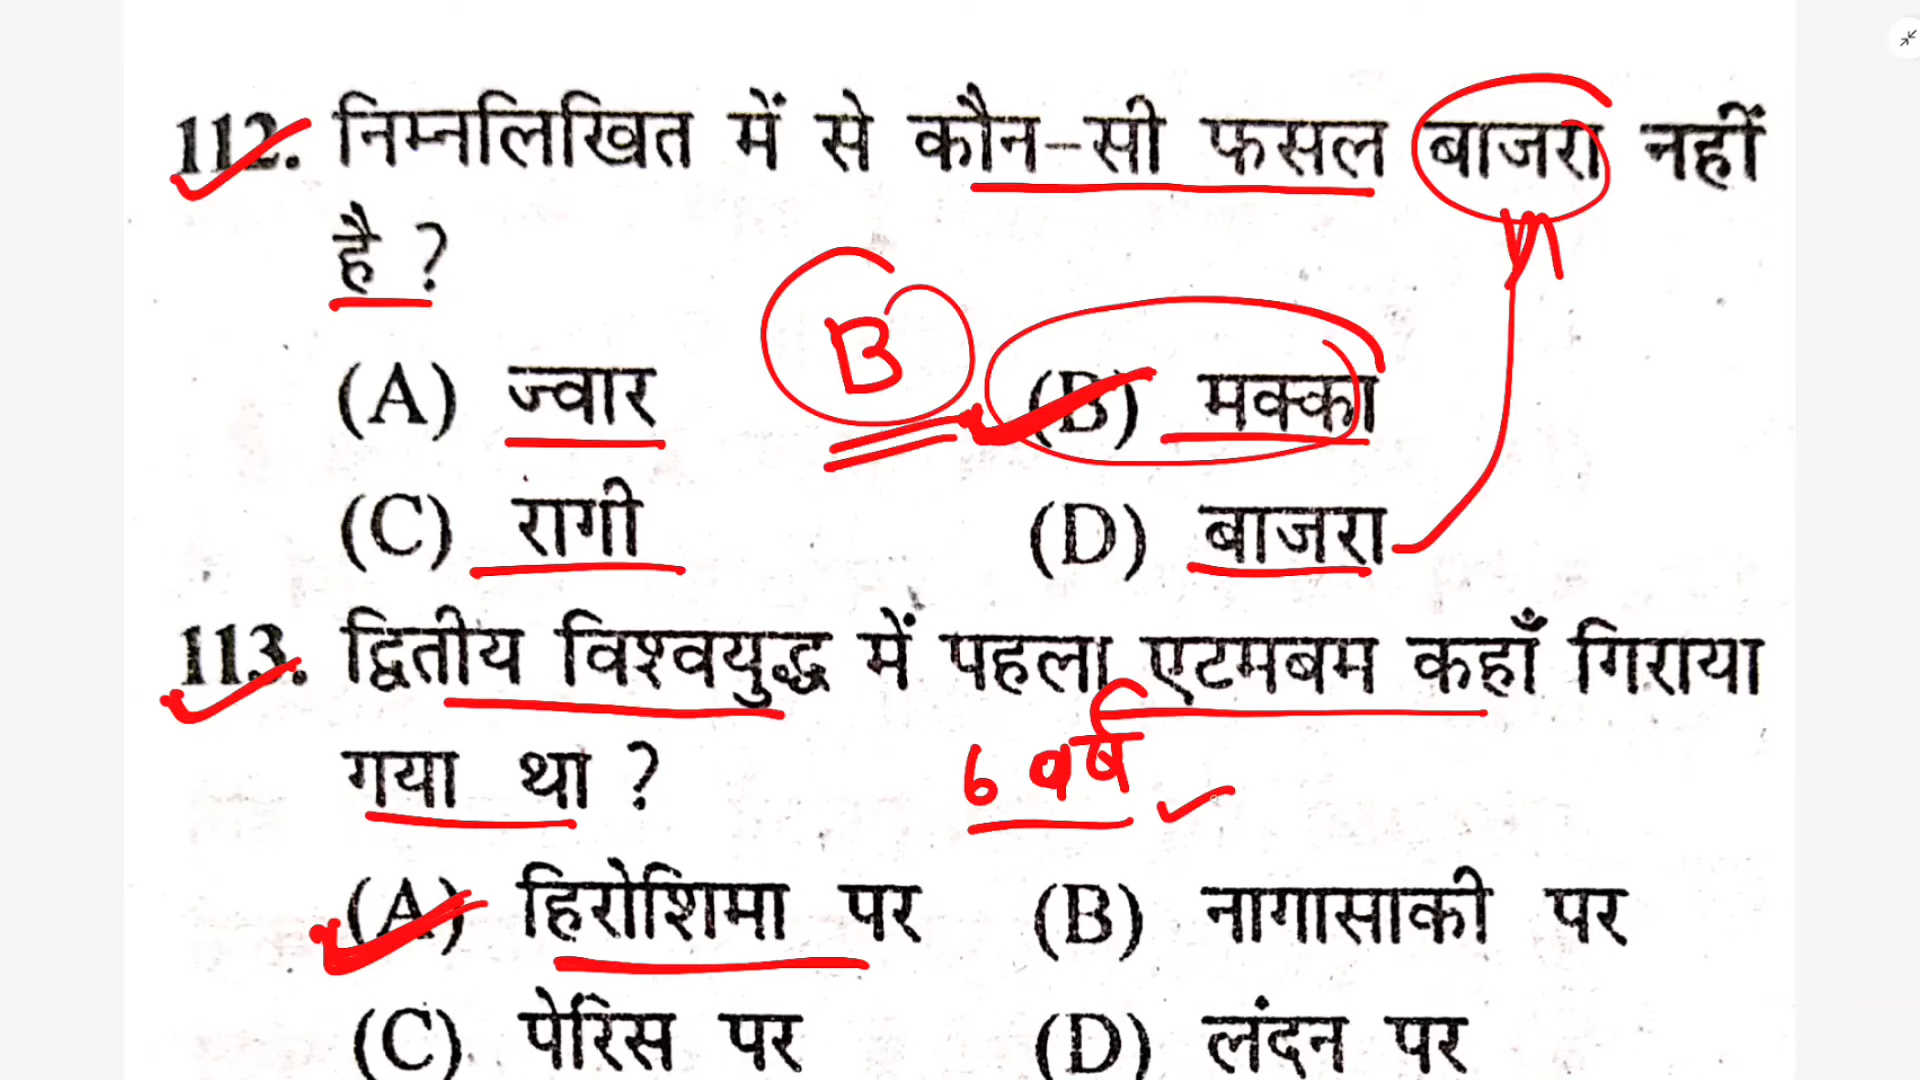 112. निम्नलिखित में से कौन-सी फसल बाजरा नहीं
है ?
B
(A) ज्वार (B) मक्का
(C) रागी (D) बाजरा
113. द्वितीय विश्वयुद्ध में पहला एटमबम कहाँ गिराया
गया था ? 6 वर्ष
(A) हिरोशिमा पर (B) नागासाकी पर
(C) पेरिस पर (D) लंदन पर